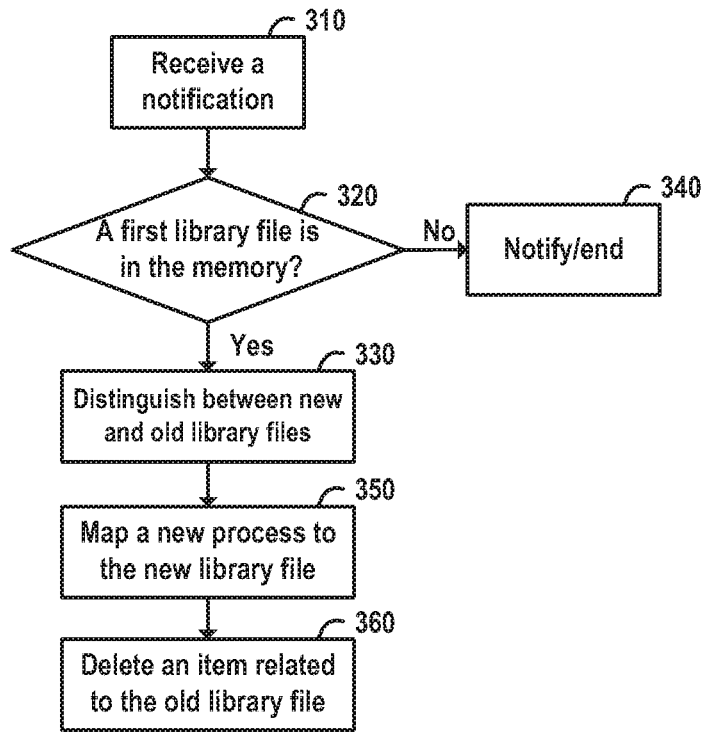 310
Receive a
notification
320
A first library file is
in the memory?
No
340
Notify/end
Yes
330
Distinguish between new
and old library files
350
Map a new process to
the new library file
360
Delete an item related
to the old library file